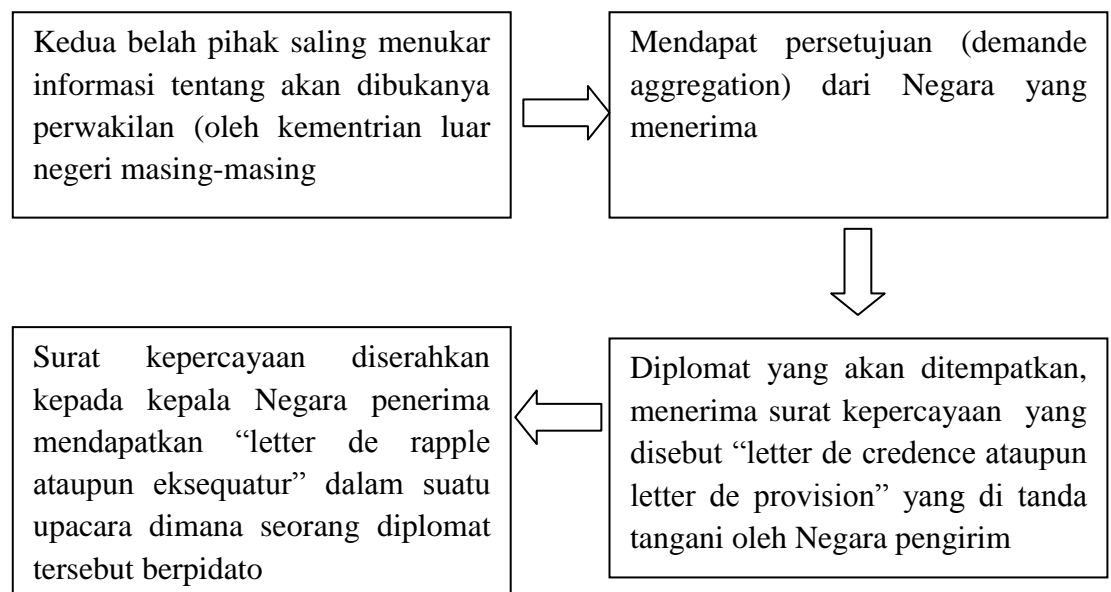 Kedua belah pihak saling menukar
informasi tentang akan dibukanya
perwakilan (oleh kementrian luar
negeri masing-masing
Mendapat persetujuan (demande
aggregation) dari Negara yang
menerima
Diplomat yang akan ditempatkan,
menerima surat kepercayaan yang
disebut “letter de credence ataupun
letter de provision” yang di tanda
tangani oleh Negara pengirim
Surat kepercayaan diserahkan
kepada kepala Negara penerima
mendapatkan “letter de rapple
ataupun eksequatur” dalam suatu
upacara dimana seorang diplomat
tersebut berpidato